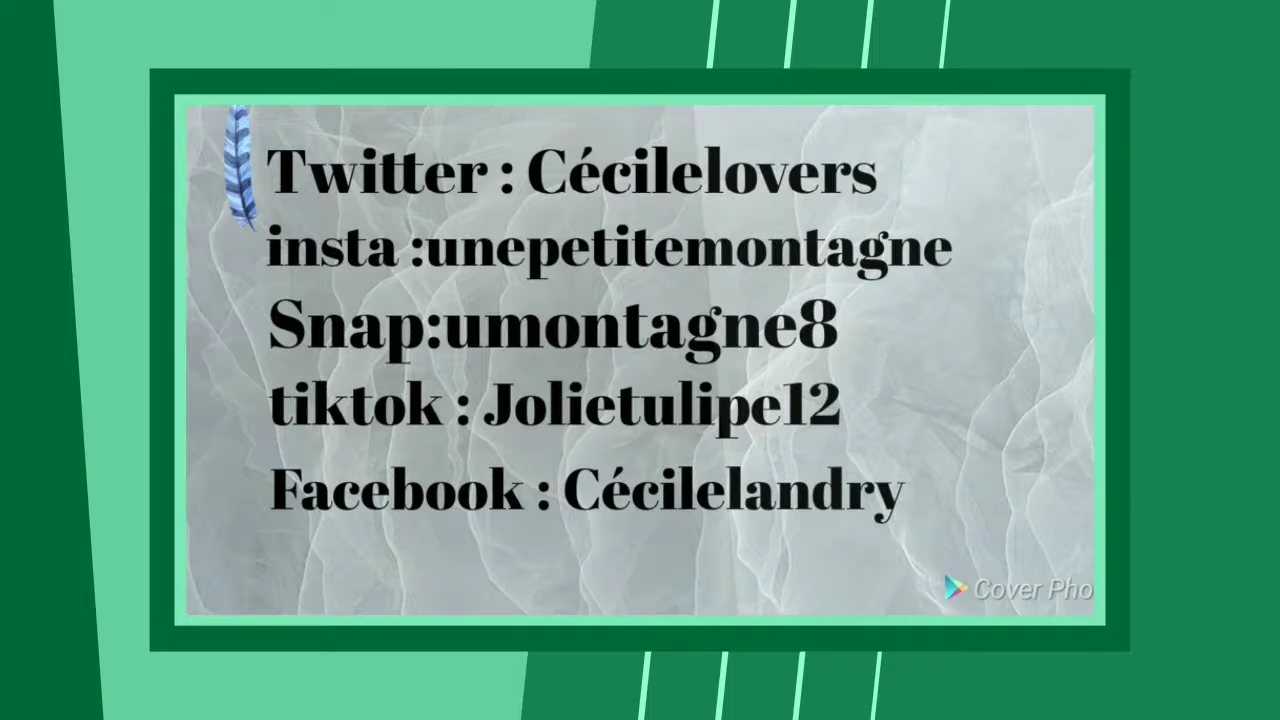 Twitter : Cécilelovers
insta :unepetitemontagne
Snap:umontagne8
tiktok : Jolietulipe12
Facebook : Cécilelandry
Cover Pho